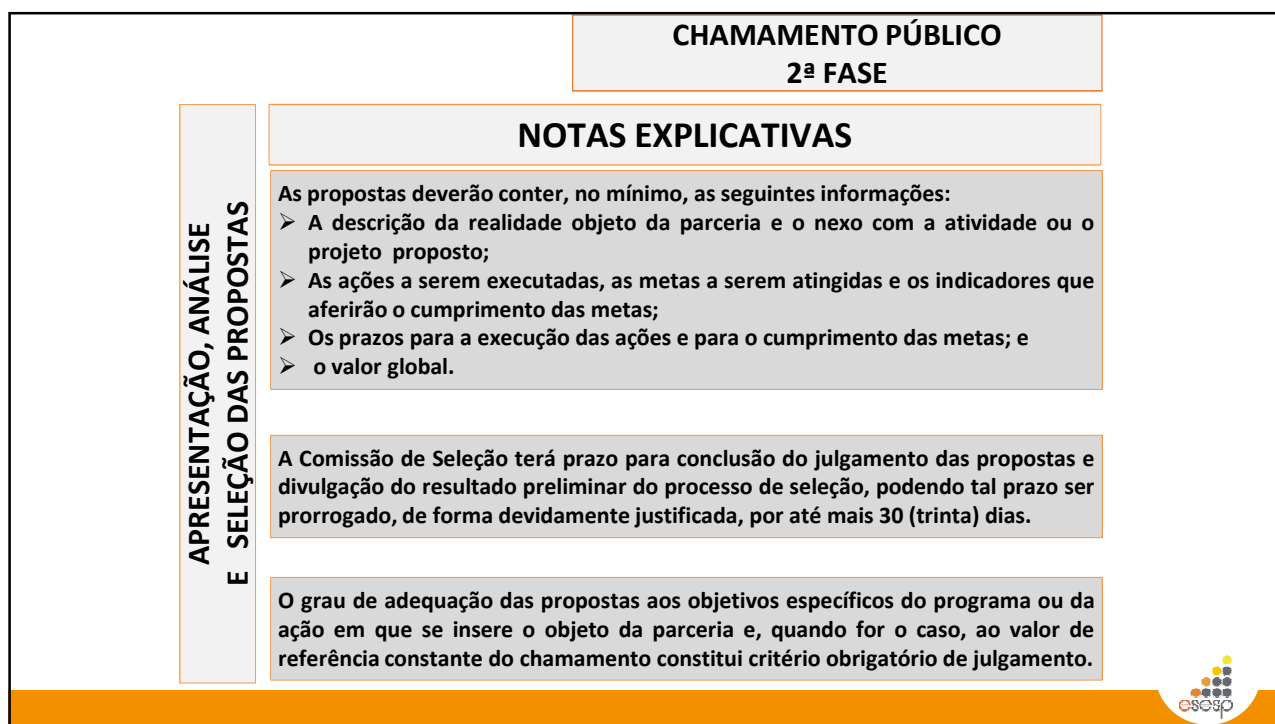 CHAMAMENTO PÚBLICO
2ª FASE
APRESENTAÇÃO, ANÁLISE
E SELEÇÃO DAS PROPOSTAS
NOTAS EXPLICATIVAS
As propostas deverão conter, no mínimo, as seguintes informações:
➢ A descrição da realidade objeto da parceria e o nexo com a atividade ou o
projeto proposto;
➢ As ações a serem executadas, as metas a serem atingidas e os indicadores que
aferirão o cumprimento das metas;
➢ Os prazos para a execução das ações e para o cumprimento das metas; e
➢ o valor global.
A Comissão de Seleção terá prazo para conclusão do julgamento das propostas e
divulgação do resultado preliminar do processo de seleção, podendo tal prazo ser
prorrogado, de forma devidamente justificada, por até mais 30 (trinta) dias.
O grau de adequação das propostas aos objetivos específicos do programa ou da
ação em que se insere o objeto da parceria e, quando for o caso, ao valor de
referência constante do chamamento constitui critério obrigatório de julgamento.
esesp